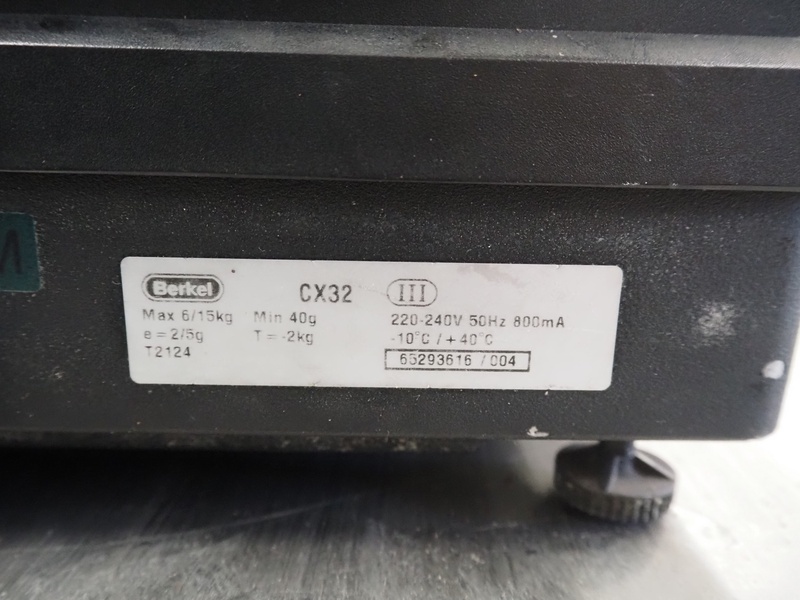 Berkel CX32 III
Max 6/15kg Min 40g 220-240V 50Hz 800mA
e = 2/5g T = -2kg -10°C / +40°C
T2124 65293616 / 004
M